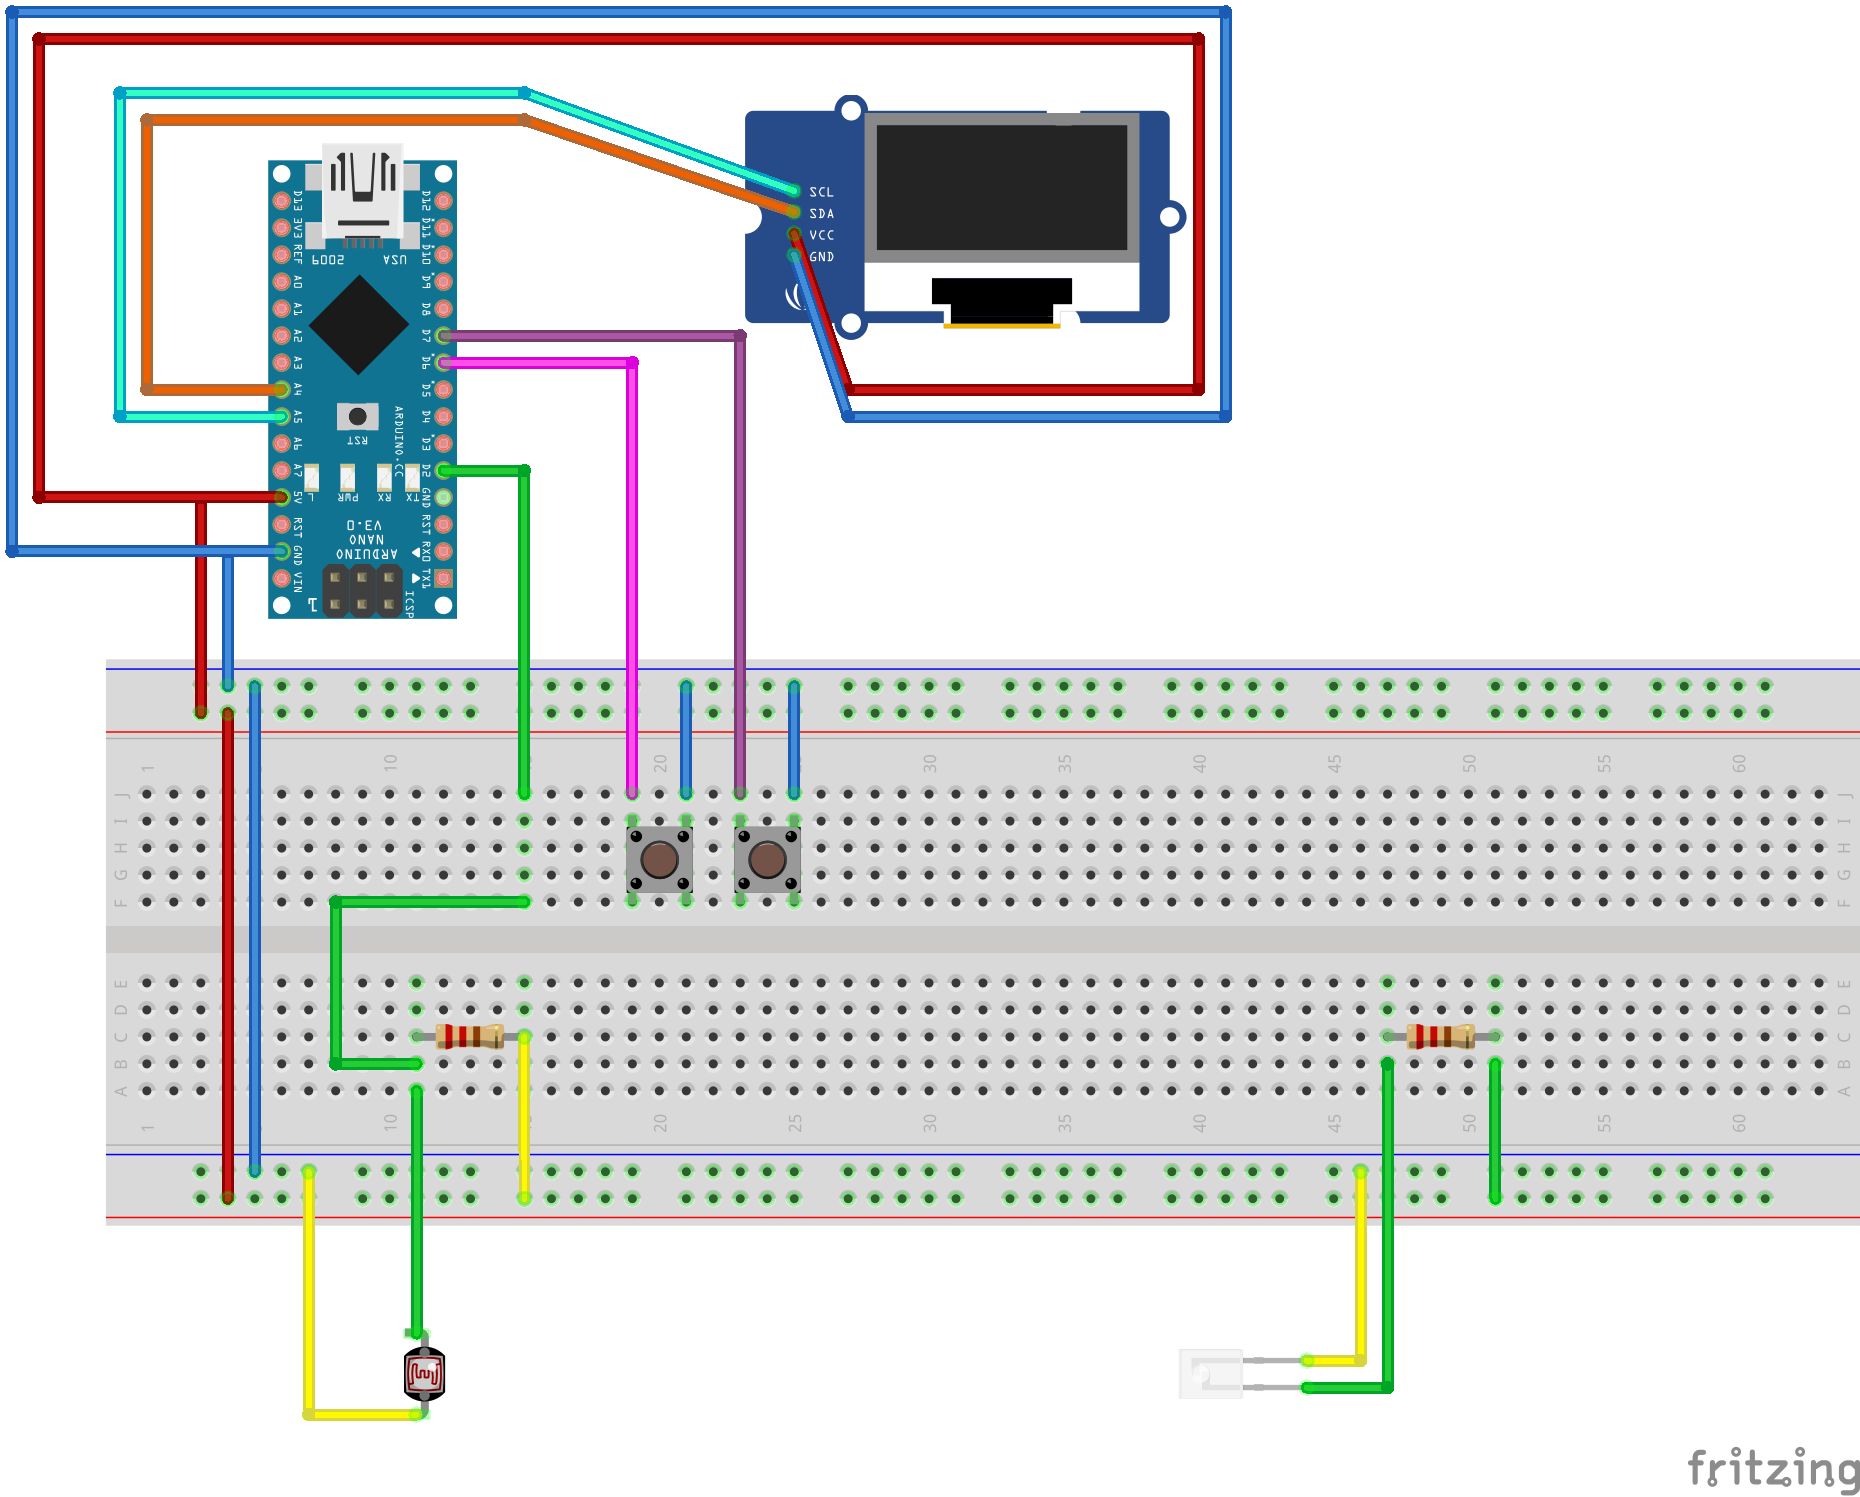 SCL
SDA
VCC
GND
D13
3V3
REF
A0
A1
A2
A3
A4
A5
A6
A7
5V
RST
GND
VIN
D12
D11
D10
D9
D8
D7
D6
D5
D4
D3
D2
GND
RST
RX0
TX1
2009
USA
RST
ARDUINO.CC
L
PWR
RX
TX
V3.0
NANO
ARDUINO
1
ICSP
1 10 20 30 35 40 45 50 55 60
J J
I I
H H
G G
F F
E E
D D
C C
B B
A A
1 10 20 25 30 35 40 45 50 55 60
fritzing